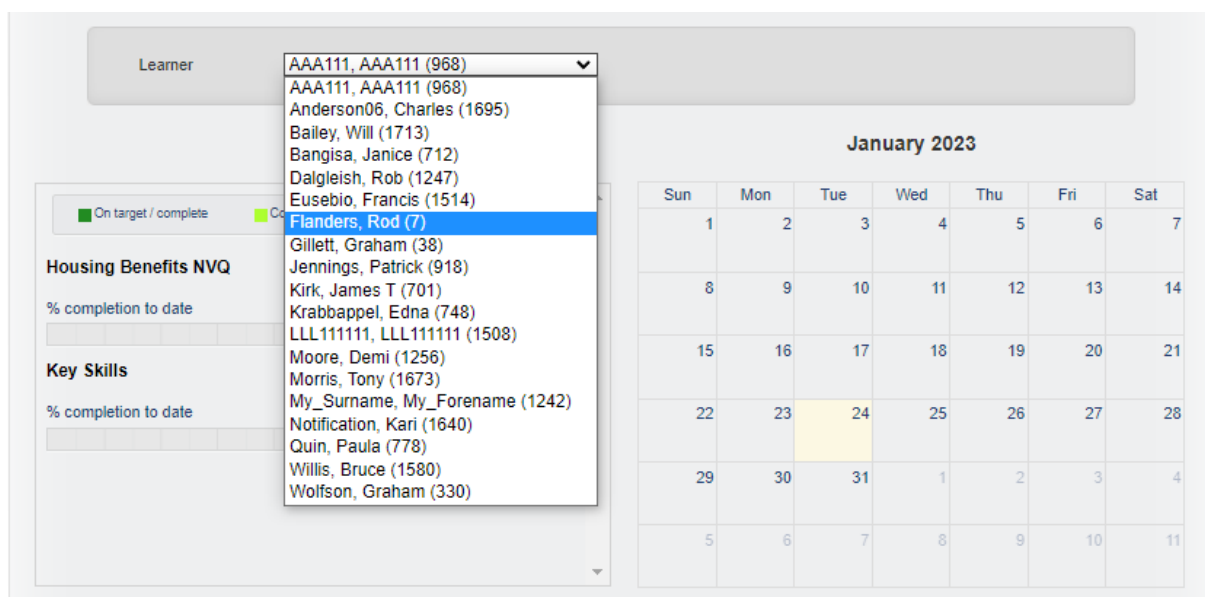 Learner
AAA111, AAA111 (968)
AAA111, AAA111 (968)
Anderson06, Charles (1695)
Bailey, Will (1713)
Bangisa, Janice (712)
Dalgleish, Rob (1247)
Eusebio, Francis (1514)
Flanders, Rod (7)
Gillett, Graham (38)
Jennings, Patrick (918)
Kirk, James T (701)
Krabbappel, Edna (748)
LLL111111, LLL111111 (1508)
Moore, Demi (1256)
Morris, Tony (1673)
My_Surname, My_Forename (1242)
Notification, Kari (1640)
Quin, Paula (778)
Willis, Bruce (1580)
Wolfson, Graham (330)
On target / complete
Housing Benefits NVQ
% completion to date
Key Skills
% completion to date
January 2023
Sun Mon Tue Wed Thu Fri Sat
1 2 3 4 5 6 7
8 9 10 11 12 13 14
15 16 17 18 19 20 21
22 23 24 25 26 27 28
29 30 31 1 2 3 4
5 6 7 8 9 10 11